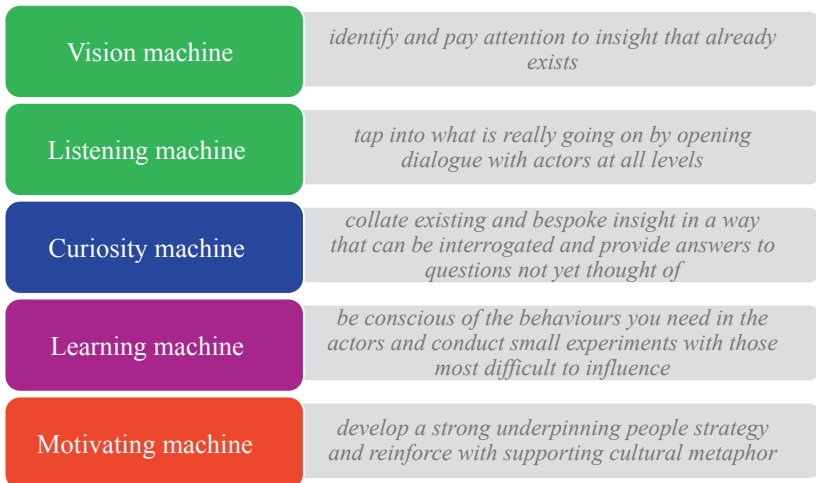 Vision machine
identify and pay attention to insight that already
exists
Listening machine
tap into what is really going on by opening
dialogue with actors at all levels
Curiosity machine
collate existing and bespoke insight in a way
that can be interrogated and provide answers to
questions not yet thought of
Learning machine
be conscious of the behaviours you need in the
actors and conduct small experiments with those
most difficult to influence
Motivating machine
develop a strong underpinning people strategy
and reinforce with supporting cultural metaphor